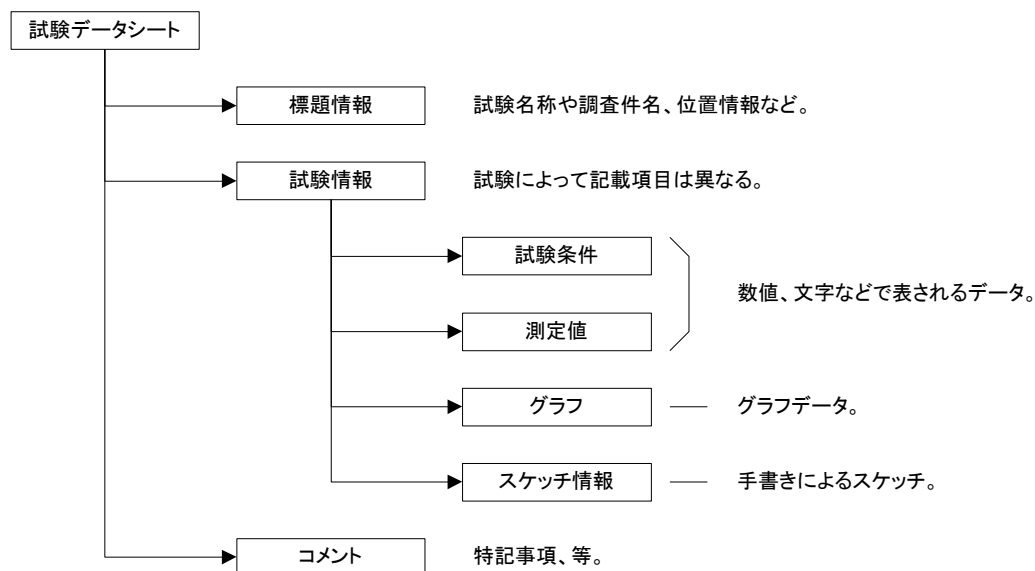 試験データシート
標題情報
試験名称や調査件名、位置情報など。
試験情報
試験によって記載項目は異なる。
試験条件
数値、文字などで表されるデータ。
測定値
グラフ
グラフデータ。
スケッチ情報
手書きによるスケッチ。
コメント
特記事項、等。